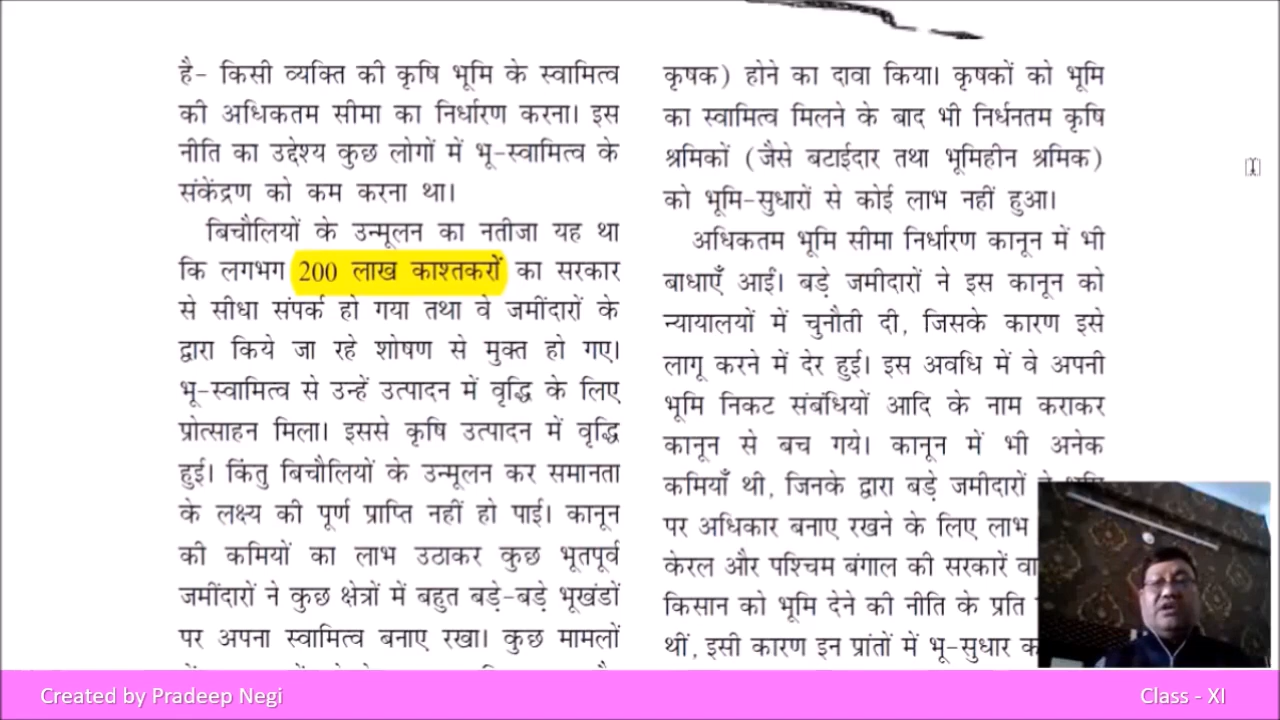 है- किसी व्यक्ति की कृषि भूमि के स्वामित्व
की अधिकतम सीमा का निर्धारण करना। इस
नीति का उद्देश्य कुछ लोगों में भू-स्वामित्व के
संकेंद्रण को कम करना था।
बिचौलियों के उन्मूलन का नतीजा यह था
कि लगभग 200 लाख काश्तकरों का सरकार
से सीधा संपर्क हो गया तथा वे जमींदारों के
द्वारा किये जा रहे शोषण से मुक्त हो गए।
भू-स्वामित्व से उन्हें उत्पादन में वृद्धि के लिए
प्रोत्साहन मिला। इससे कृषि उत्पादन में वृद्धि
हुई। किंतु बिचौलियों के उन्मूलन कर समानता
के लक्ष्य की पूर्ण प्राप्ति नहीं हो पाई। कानून
की कमियों का लाभ उठाकर कुछ भूतपूर्व
जमींदारों ने कुछ क्षेत्रों में बहुत बड़े-बड़े भूखंडों
पर अपना स्वामित्व बनाए रखा। कुछ मामलों
कृषक) होने का दावा किया। कृषकों को भूमि
का स्वामित्व मिलने के बाद भी निर्धनतम कृषि
श्रमिकों (जैसे बटाईदार तथा भूमिहीन श्रमिक)
को भूमि-सुधारों से कोई लाभ नहीं हुआ।
अधिकतम भूमि सीमा निर्धारण कानून में भी
बाधाएँ आईं। बड़े जमीदारों ने इस कानून को
न्यायालयों में चुनौती दी, जिसके कारण इसे
लागू करने में देर हुई। इस अवधि में वे अपनी
भूमि निकट संबंधियों आदि के नाम कराकर
कानून से बच गये। कानून में भी अनेक
कमियाँ थी, जिनके द्वारा बड़े जमीदारों
पर अधिकार बनाए रखने के लिए लाभ
केरल और पश्चिम बंगाल की सरकारें
किसान को भूमि देने की नीति के प्रति
थीं, इसी कारण इन प्रांतों में भू-सुधार
Created by Pradeep Negi
Class - XI